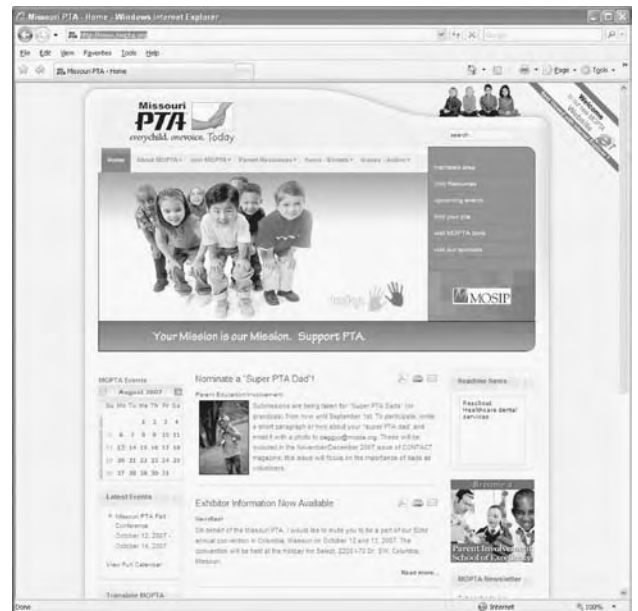 Missouri PTA - Home - Windows Internet Explorer
File Edit View Favorites Tools Help
Missouri PTA - Home
Page
Tools
Missouri
PTA
everychild. onevoice. Today
Welcome
search
Home About MOPTA Join MOPTA Parent Resources
members area
upcoming events
find your pta
visit MOPTA store
visit our sponsors
MOSIP
Your Mission is our Mission. Support PTA.
MOPTA Events
August 2007
Su Mo Tu We Th Fr Sa
1 2 3 4
5 6 7 8 9 10 11
12 13 14 15 16 17 18
19 20 21 22 23 24 25
26 27 28 29 30 31
Latest Events
Missouri PTA Fall
Conference
October 12, 2007 -
October 14, 2007
View Full Calendar
Translate MOPTA
Nominate a "Super PTA Dad"!
Parent Education/Involvement
Submissions are being taken for "Super PTA Dads" (or
grandpas) from now until September 1st. To participate, write
a short paragraph or two about your "super PTA dad" and
email it with a photo to
These will be
included in the November/December 2007 issue of CONTACT
magazine; this issue will focus on the importance of dads as
volunteers.
Exhibitor Information Now Available
On behalf of the Missouri PTA, I would like to invite you to be a part of our
annual convention in Columbia, Missouri on October 12 and 13, 2007. The
convention will be held at the Holiday Inn Select, 2200 I-70 Dr. SW, Columbia,
Missouri.
Read more...
Reachline News
Reachout
Healthcare dental
services
Become a
Parent Involvement
School of Excellence
MOPTA Newsletter
Done
Internet
100%